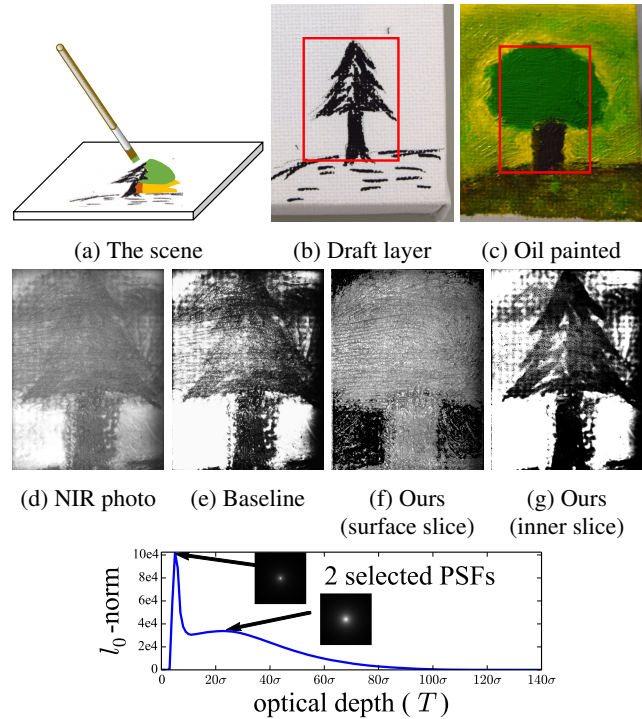 (a) The scene
(b) Draft layer
(c) Oil painted
(d) NIR photo
(e) Baseline
(f) Ours
(surface slice)
(g) Ours
(inner slice)
10e4
8e4
6e4
4e4
2e4
0
l₀-norm
2 selected PSFs
0 20σ 40σ 60σ 80σ 100σ 120σ 140σ
optical depth ( T )